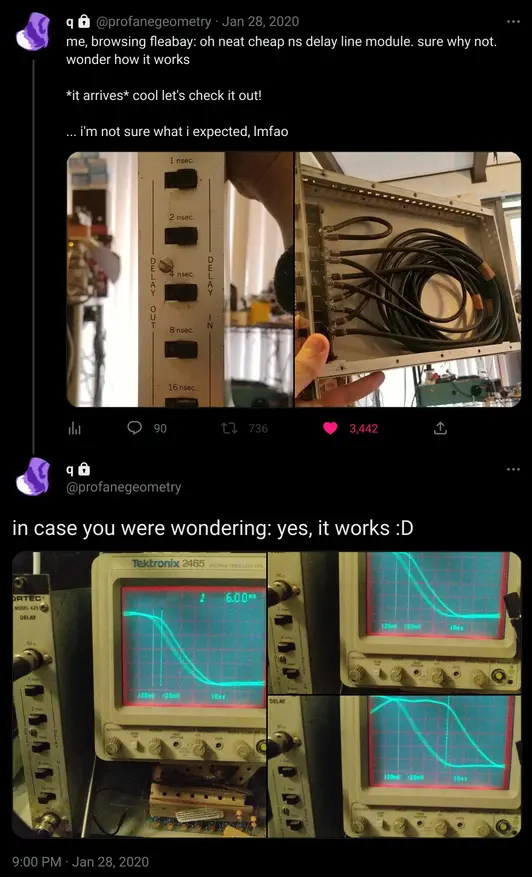 q @profanegeometry · Jan 28, 2020
me, browsing fleabay: oh neat cheap ns delay line module. sure why not.
wonder how it works
*it arrives* cool let's check it out!
... i'm not sure what i expected, lmfao
1 nsec.
2 nsec.
4 nsec.
8 nsec.
16 nsec.
DELAY OUT
DELAY IN
90
736
3,442
q
@profanegeometry
in case you were wondering: yes, it works :D
Tektronix 2465
ORTEC
MODEL 425
DELAY
6.00ns
DELAY
9:00 PM · Jan 28, 2020